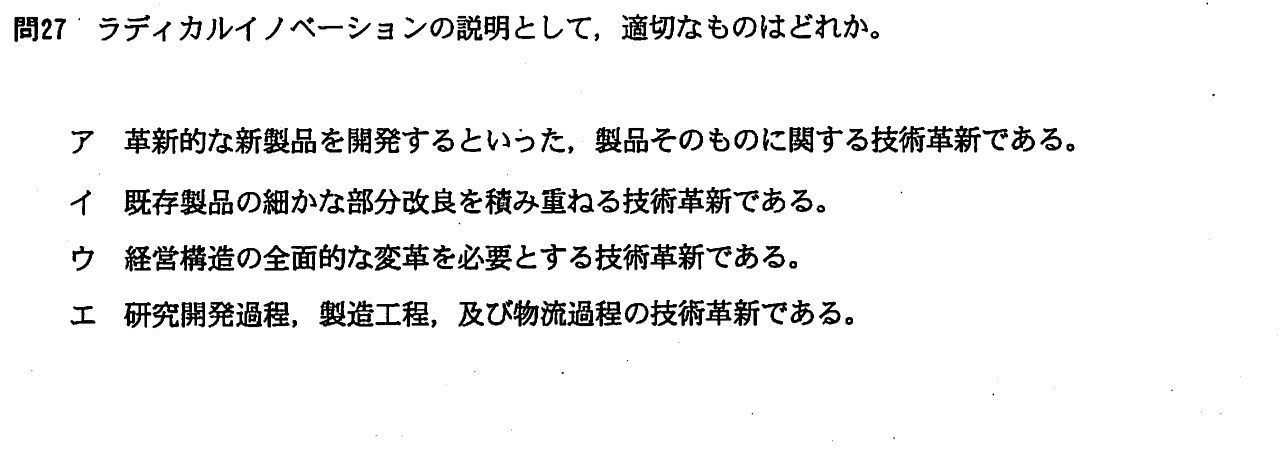 問27 ラディカルイノベーションの説明として，適切なものはどれか。
ア 革新的な新製品を開発するといった，製品そのものに関する技術革新である。
イ 既存製品の細かな部分改良を積み重ねる技術革新である。
ウ 経営構造の全面的な変革を必要とする技術革新である。
エ 研究開発過程，製造工程，及び物流過程の技術革新である。